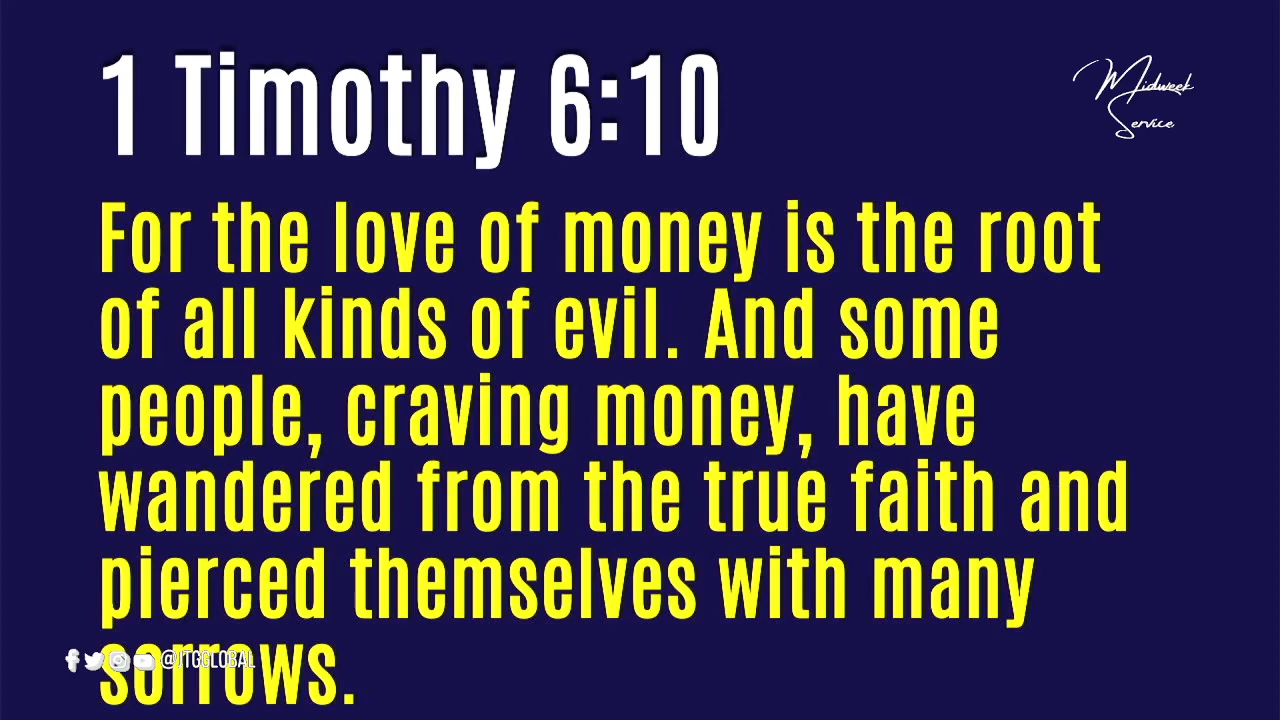 1 Timothy 6:10
Midweek
Service
For the love of money is the root
of all kinds of evil. And some
people, craving money, have
wandered from the true faith and
pierced themselves with many
sorrows.
@JTGGLOBAL